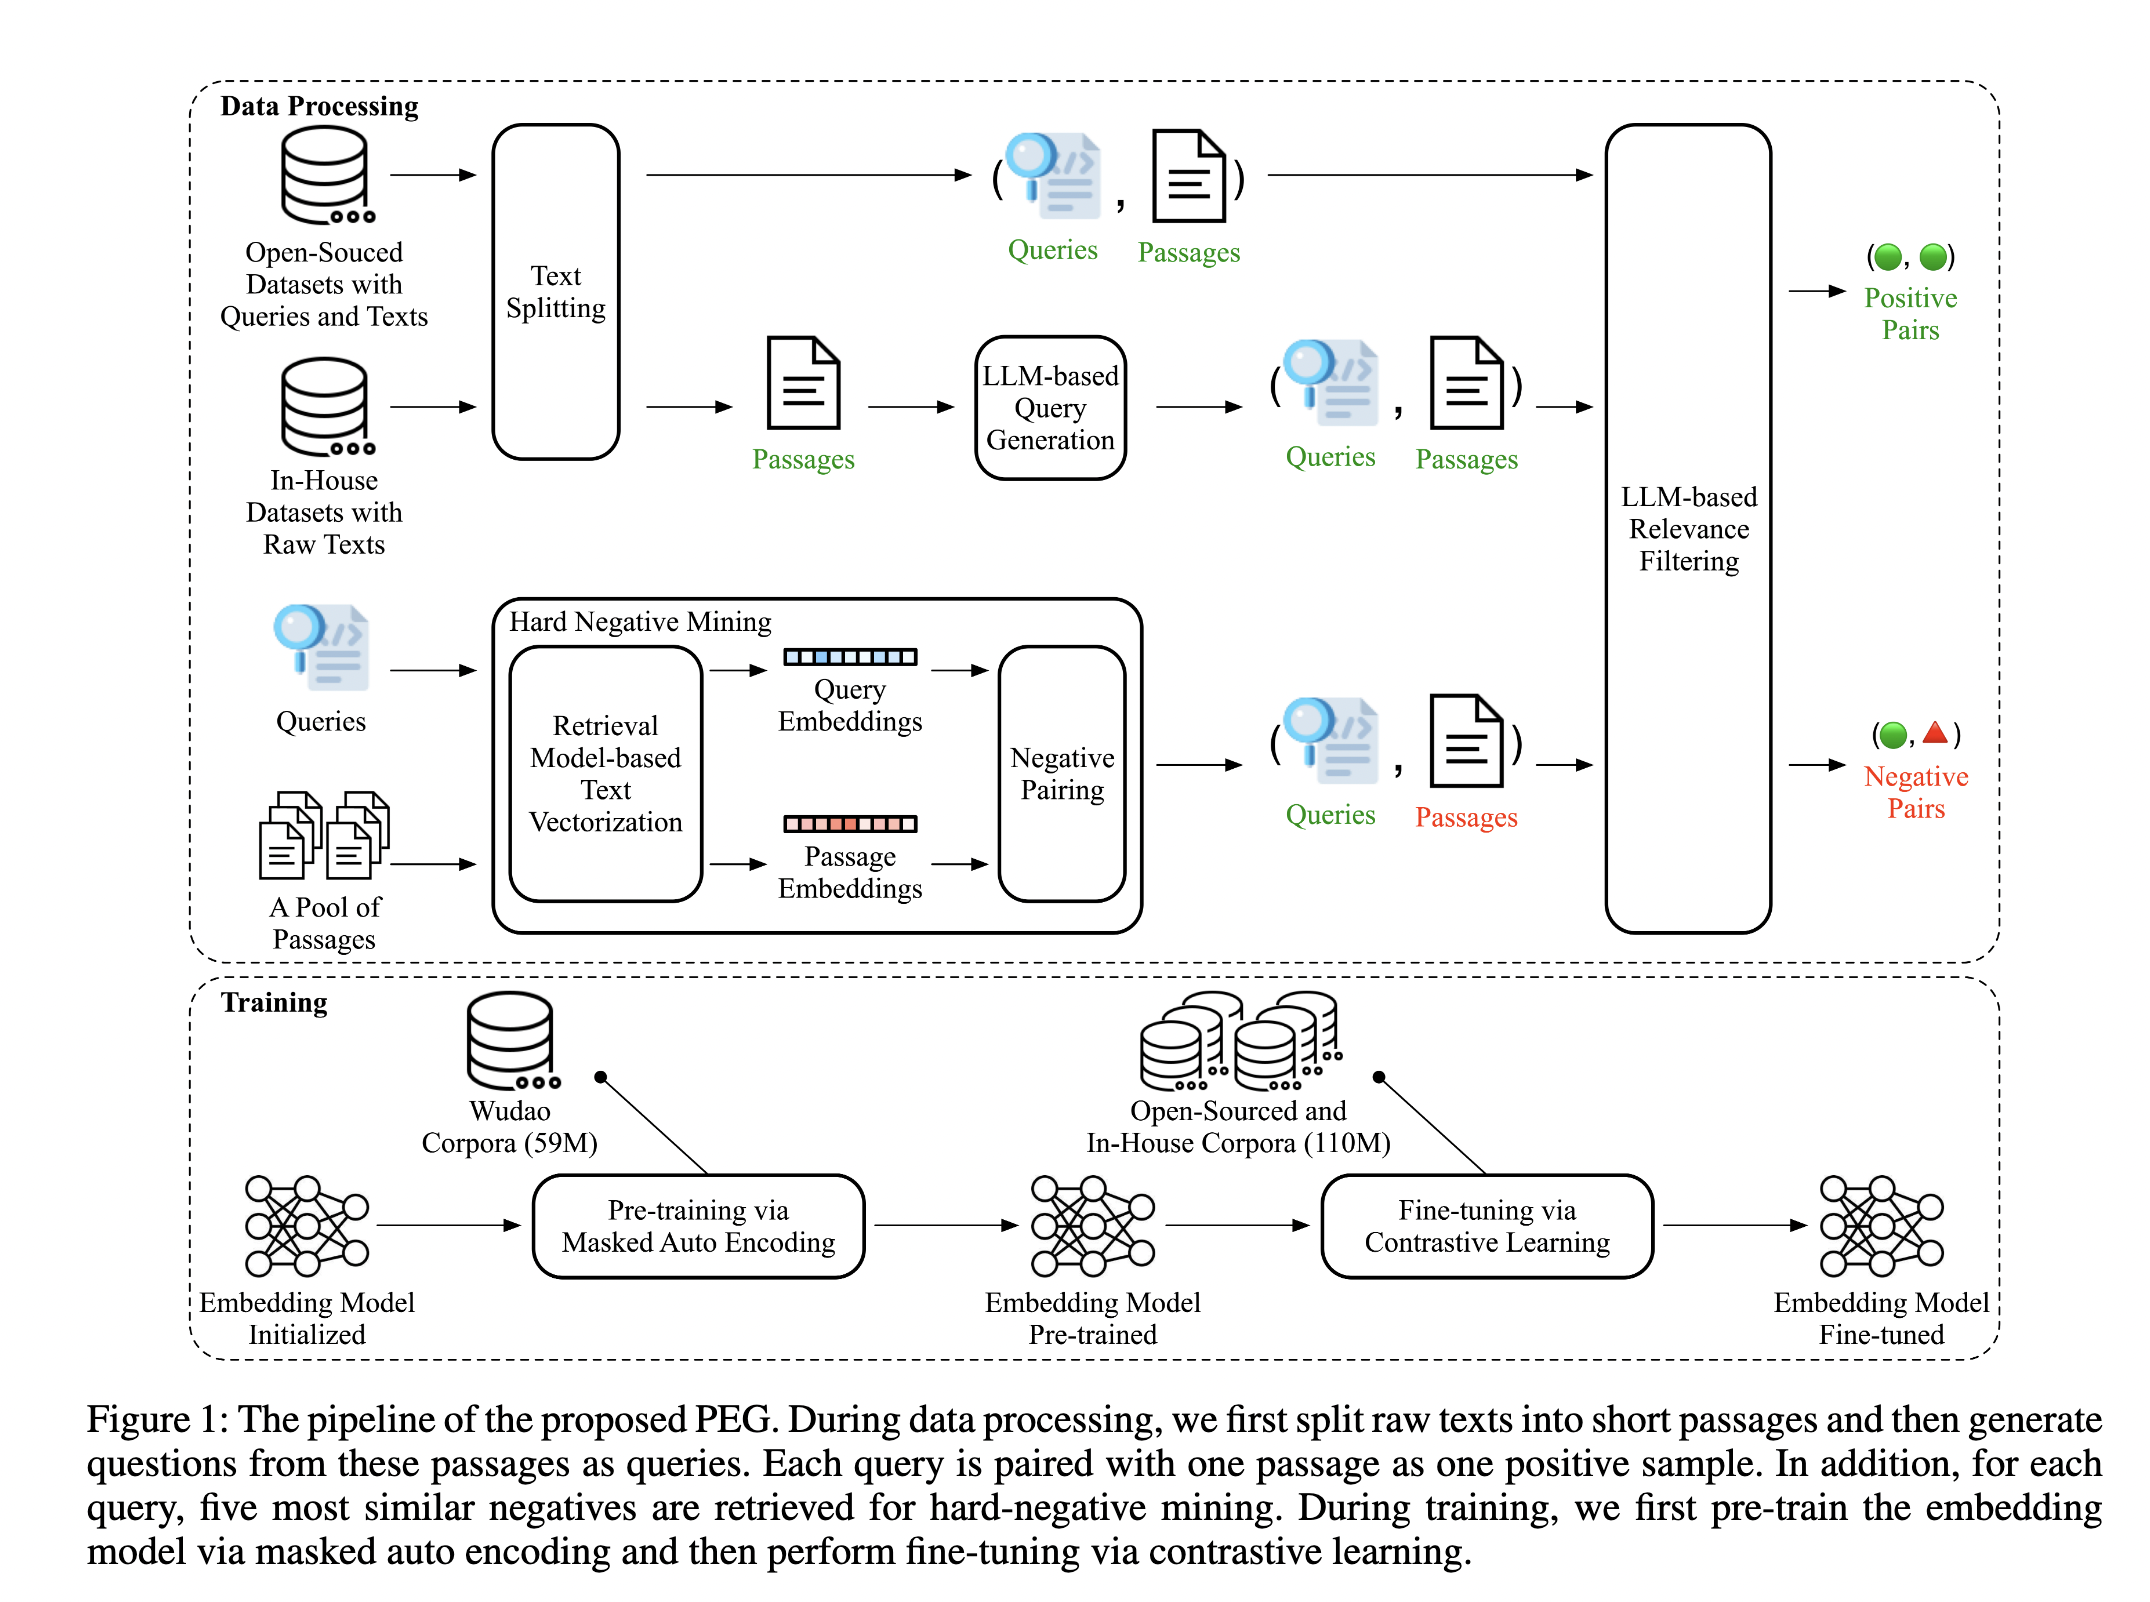 Data Processing
Open-Souced
Datasets with
Queries and Texts
Text
Splitting
( , )
Queries
Passages
In-House
Datasets with
Raw Texts
Passages
LLM-based
Query
Generation
( , )
Queries
Passages
LLM-based
Relevance
Filtering
( , )
Positive
Pairs
Queries
A Pool of
Passages
Hard Negative Mining
Retrieval
Model-based
Text
Vectorization
Query
Embeddings
Passage
Embeddings
Negative
Pairing
( , )
Queries
Passages
( , )
Negative
Pairs
Training
Wudao
Corpora (59M)
Open-Sourced and
In-House Corpora (110M)
Embedding Model
Initialized
Pre-training via
Masked Auto Encoding
Embedding Model
Pre-trained
Fine-tuning via
Contrastive Learning
Embedding Model
Fine-tuned
Figure 1: The pipeline of the proposed PEG. During data processing, we first split raw texts into short passages and then generate
questions from these passages as queries. Each query is paired with one passage as one positive sample. In addition, for each
query, five most similar negatives are retrieved for hard-negative mining. During training, we first pre-train the embedding
model via masked auto encoding and then perform fine-tuning via contrastive learning.